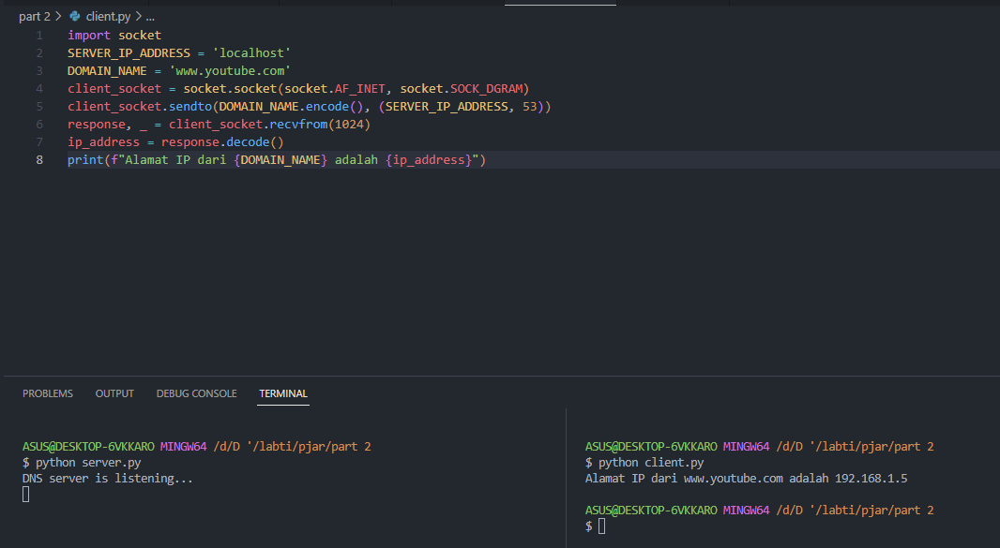 part 2 > client.py > ...
1 import socket
2 SERVER_IP_ADDRESS = 'localhost'
3 DOMAIN_NAME = 'www.youtube.com'
4 client_socket = socket.socket(socket.AF_INET, socket.SOCK_DGRAM)
5 client_socket.sendto(DOMAIN_NAME.encode(), (SERVER_IP_ADDRESS, 53))
6 response, _ = client_socket.recvfrom(1024)
7 ip_address = response.decode()
8 print(f"Alamat IP dari {DOMAIN_NAME} adalah {ip_address}")
PROBLEMS OUTPUT DEBUG CONSOLE TERMINAL
ASUS@DESKTOP-6VKKARO MINGW64 /d/D '/labti/pjar/part 2
$ python server.py
DNS server is listening...
ASUS@DESKTOP-6VKKARO MINGW64 /d/D '/labti/pjar/part 2
$ python client.py
Alamat IP dari www.youtube.com adalah 192.168.1.5
ASUS@DESKTOP-6VKKARO MINGW64 /d/D '/labti/pjar/part 2
$